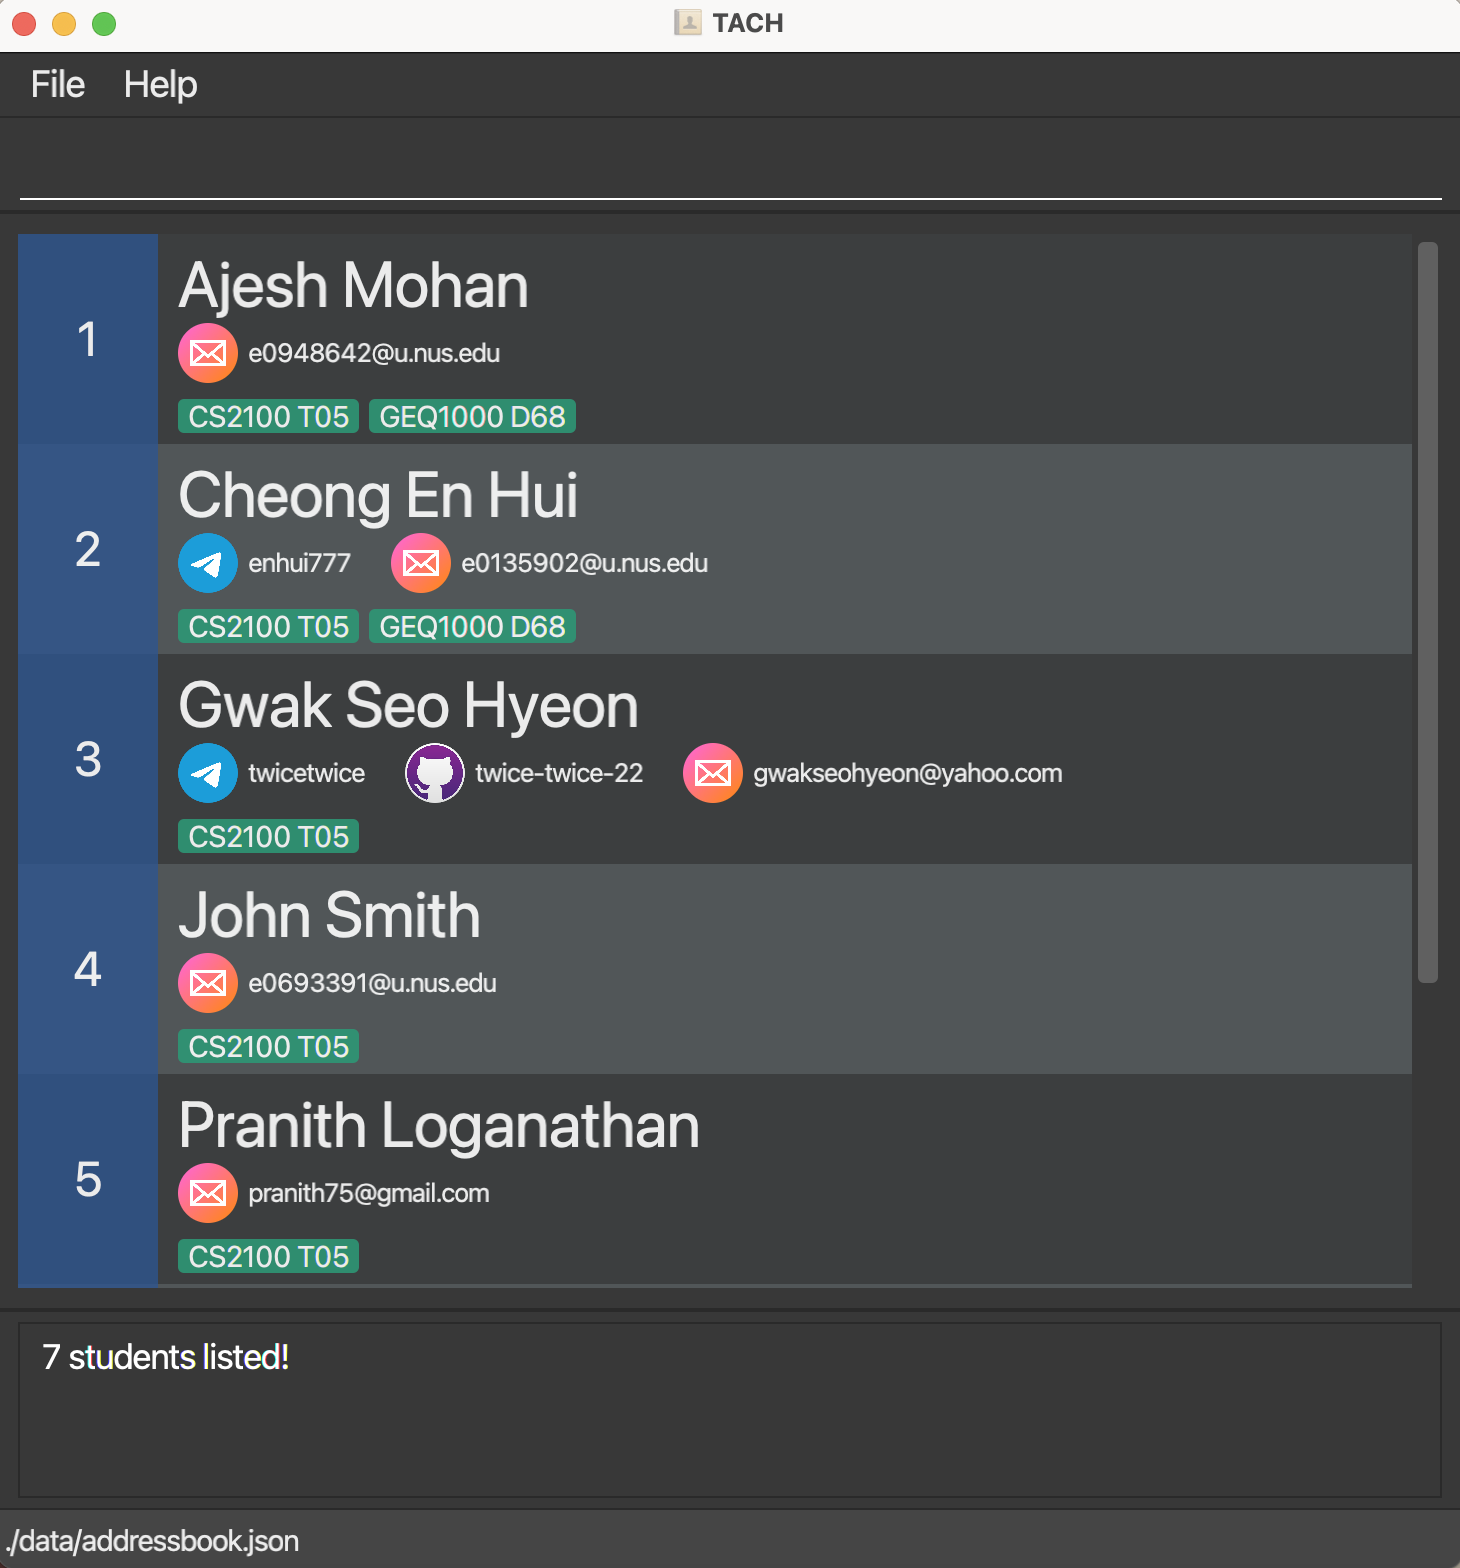 TACH
File Help
1
Ajesh Mohan
e0948642@u.nus.edu
CS2100 T05 GEQ1000 D68
2
Cheong En Hui
enhui777 e0135902@u.nus.edu
CS2100 T05 GEQ1000 D68
3
Gwak Seo Hyeon
twicetwice twice-twice-22 gwakseohyeon@yahoo.com
CS2100 T05
4
John Smith
e0693391@u.nus.edu
CS2100 T05
5
Pranith Loganathan
pranith75@gmail.com
CS2100 T05
7 students listed!
./data/addressbook.json